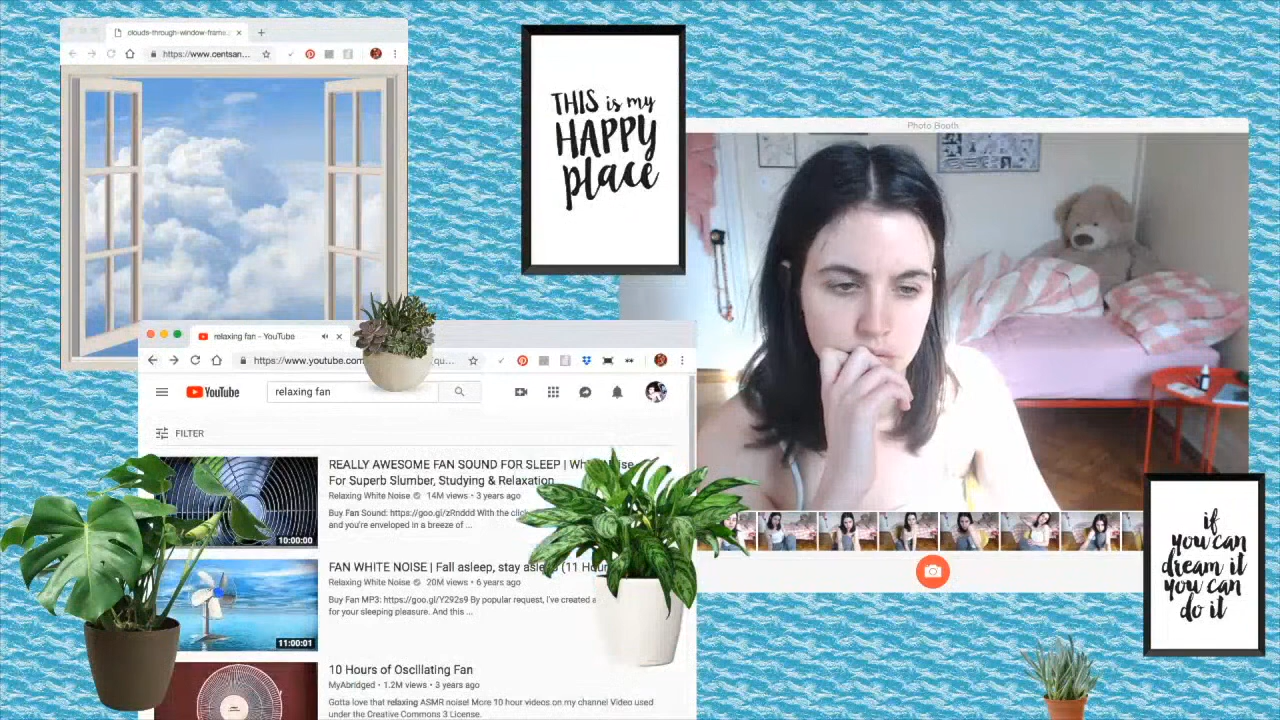 clouds-through-window-frame.
https://www.centsan...
THIS is my
HAPPY
place
Photo Booth
relaxing fan - YouTube
https://www.youtube.com
qu...
YouTube
relaxing fan
FILTER
REALLY AWESOME FAN SOUND FOR SLEEP |
For Superb Slumber, Studying & Relaxation
Relaxing White Noise
14M views • 3 years ago
Buy Fan Sound: https://goo.gl/zRnddd With the
and you're enveloped in a breeze of ...
10:00:00
FAN WHITE NOISE | Fall asleep, stay asleep (11 Hour
Relaxing White Noise
20M views • 6 years ago
Buy Fan MP3: https://goo.gl/Y292s9 By popular request, I've created a
for your sleeping pleasure. And this ...
11:00:01
10 Hours of Oscillating Fan
MyAbridged • 1.2M views • 3 years ago
Gotta love that relaxing ASMR noise! More 10 hour videos on my channel Video used
under the Creative Commons 3 License.
if
you can
dream it
you can
do it